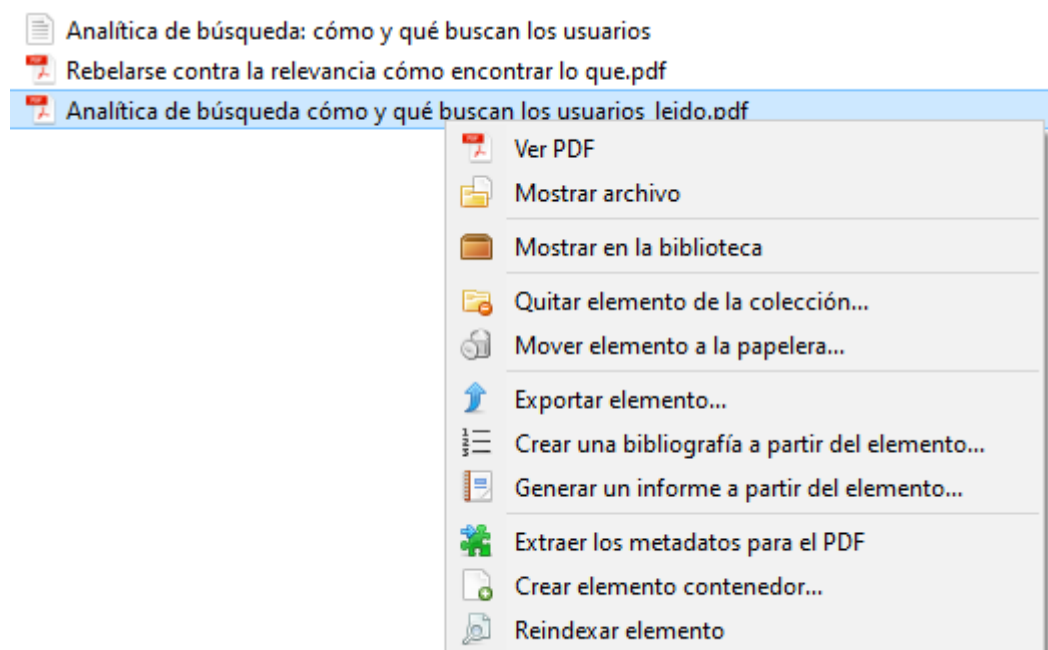 Analítica de búsqueda: cómo y qué buscan los usuarios
Rebelarse contra la relevancia cómo encontrar lo que.pdf
Analítica de búsqueda cómo y qué buscan los usuarios_leido.pdf
Ver PDF
Mostrar archivo
Mostrar en la biblioteca
Quitar elemento de la colección...
Mover elemento a la papelera...
Exportar elemento...
Crear una bibliografía a partir del elemento...
Generar un informe a partir del elemento...
Extraer los metadatos para el PDF
Crear elemento contenedor...
Reindexar elemento